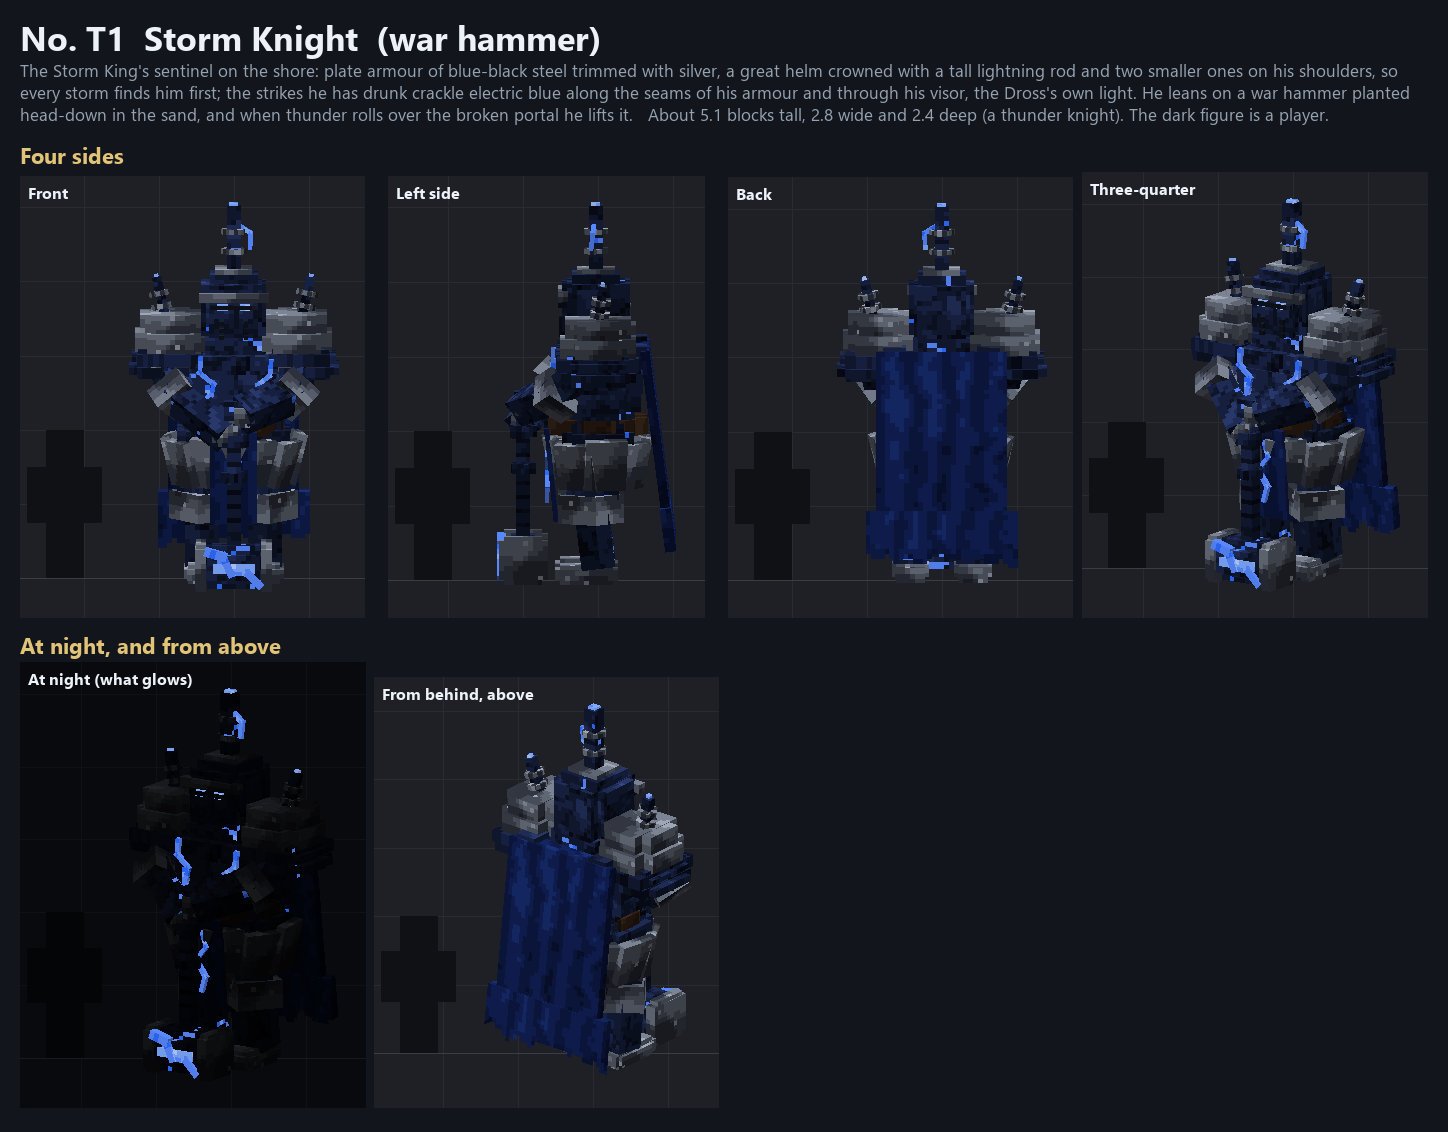 No. T1 Storm Knight (war hammer)
The Storm King's sentinel on the shore: plate armour of blue-black steel trimmed with silver, a great helm crowned with a tall lightning rod and two smaller ones on his shoulders, so
every storm finds him first; the strikes he has drunk crackle electric blue along the seams of his armour and through his visor, the Dross's own light. He leans on a war hammer planted
head-down in the sand, and when thunder rolls over the broken portal he lifts it. About 5.1 blocks tall, 2.8 wide and 2.4 deep (a thunder knight). The dark figure is a player.
Four sides
Front
Left side
Back
Three-quarter
At night, and from above
At night (what glows)
From behind, above